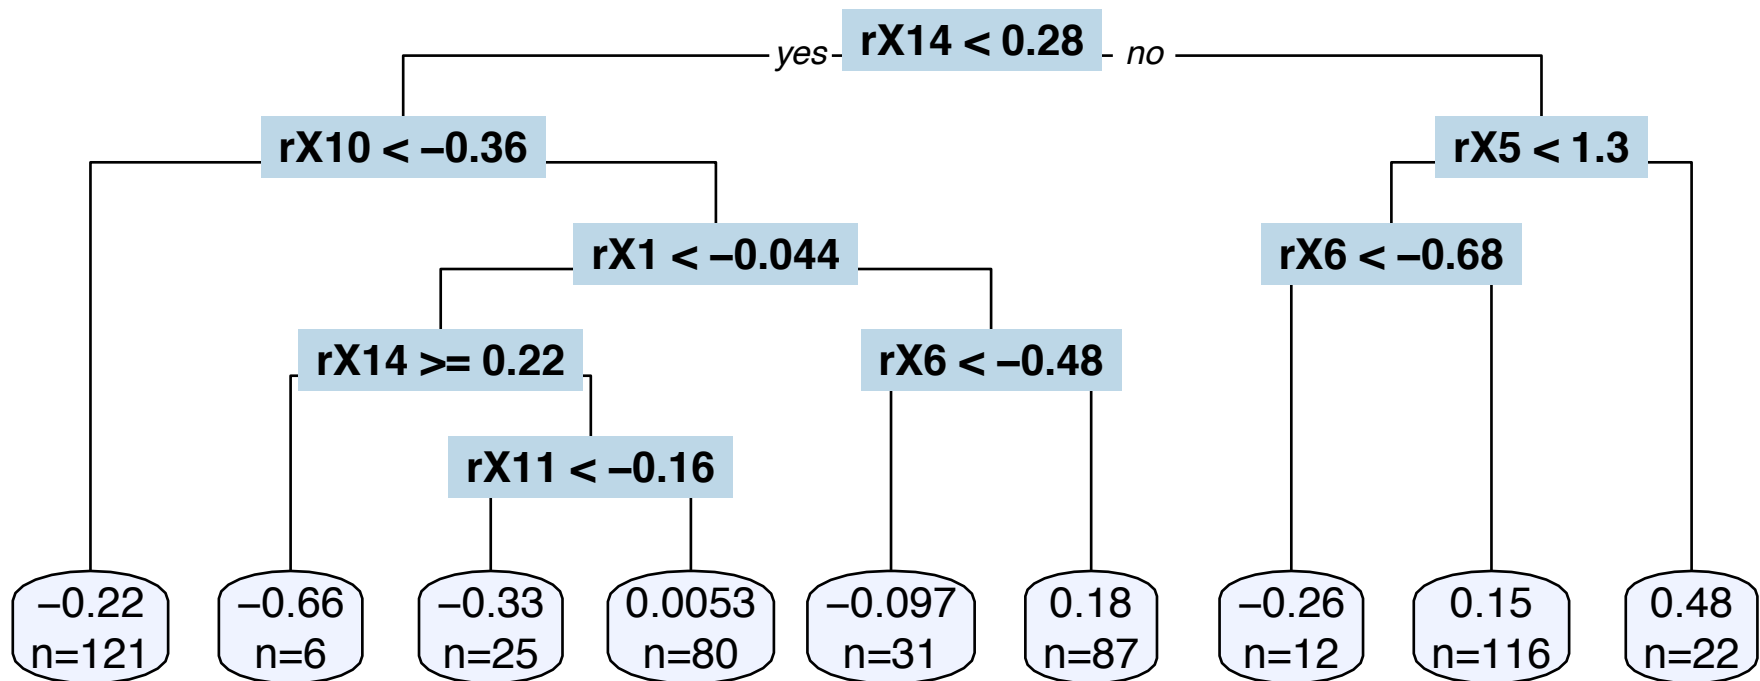 rX14 < 0.28
yes
no
rX10 < −0.36
rX5 < 1.3
rX1 < −0.044
rX6 < −0.68
rX14 >= 0.22
rX6 < −0.48
rX11 < −0.16
−0.22
n=121
−0.66
n=6
−0.33
n=25
0.0053
n=80
−0.097
n=31
0.18
n=87
−0.26
n=12
0.15
n=116
0.48
n=22